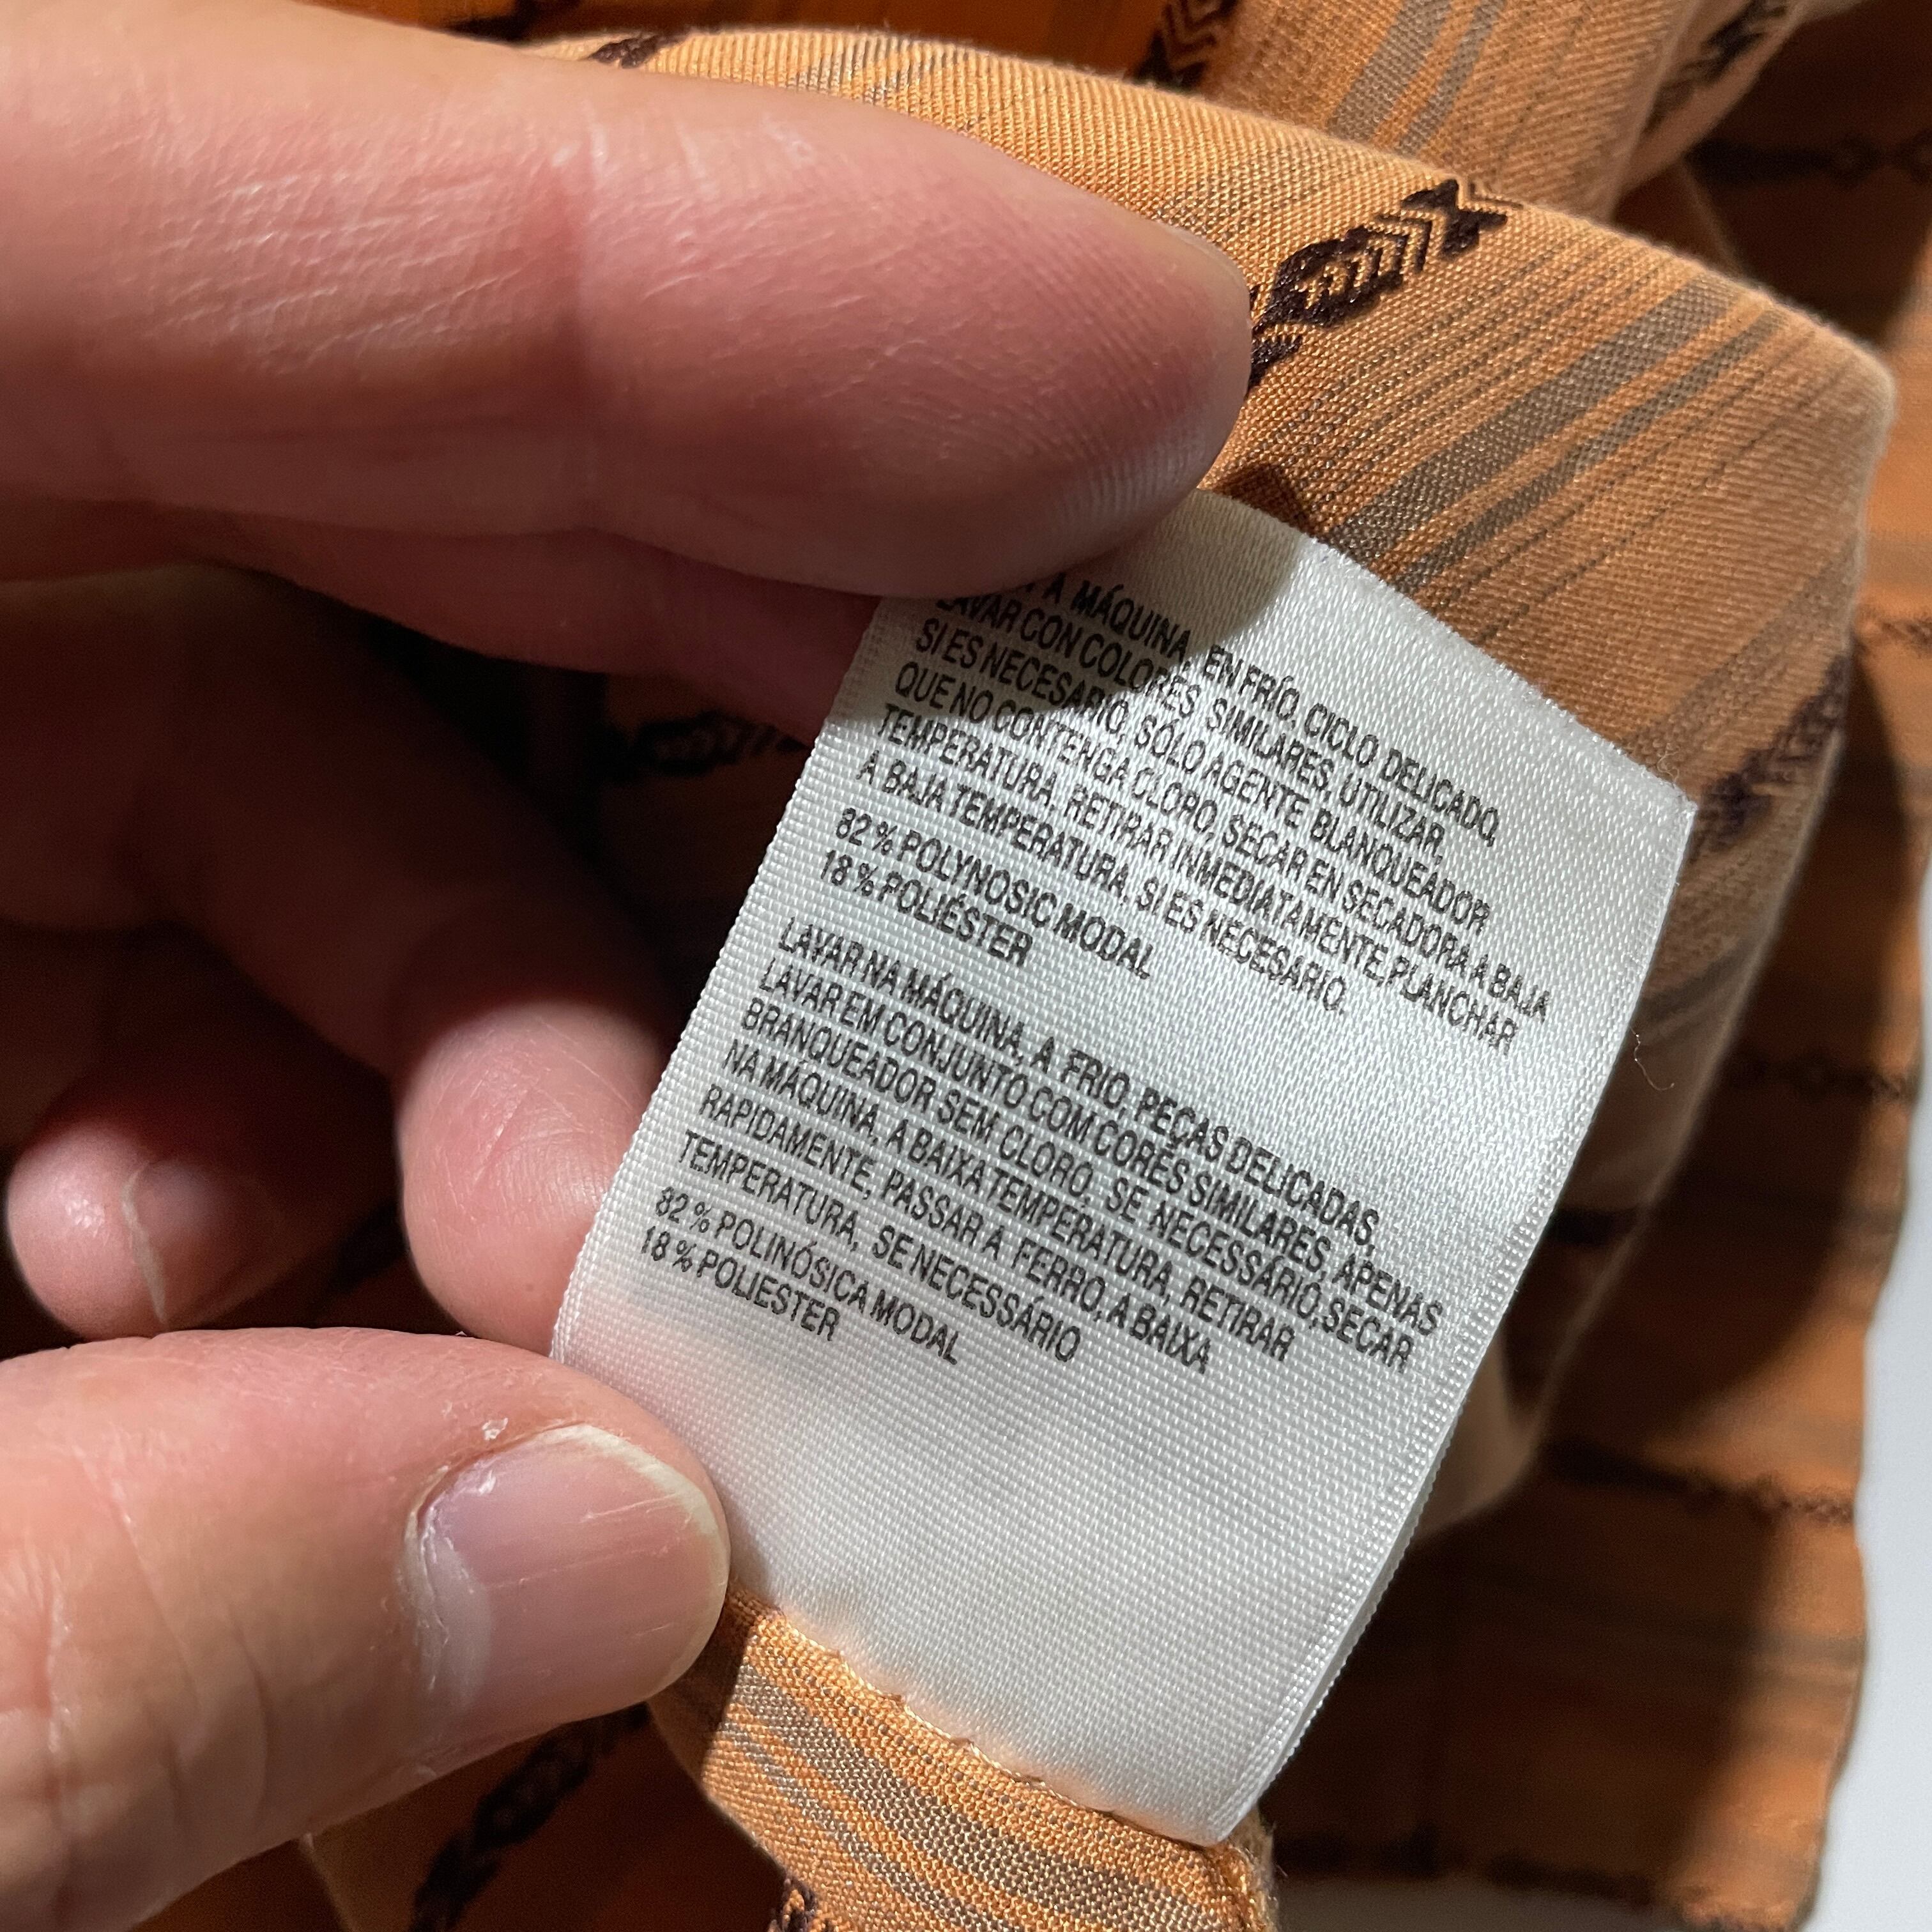 A MÁQUINA, EN FRÍO, CICLO DELICADO,
LAVAR CON COLORES SIMILARES, UTILIZAR,
SI ES NECESARIO, SÓLO AGENTE BLANQUEADOR
QUE NO CONTENGA CLORO, SECAR EN SECADORA A BAJA
TEMPERATURA, RETIRAR INMEDIATAMENTE, PLANCHAR
A BAJA TEMPERATURA, SI ES NECESARIO.
82 % POLYNOSIC MODAL
18 % POLIÉSTER
LAVAR NA MÁQUINA, A FRIO, PEÇAS DELICADAS,
LAVAR EM CONJUNTO COM CORES SIMILARES, APENAS
BRANQUEADOR SEM CLORO, SE NECESSÁRIO, SECAR
NA MÁQUINA, A BAIXA TEMPERATURA, RETIRAR
RAPIDAMENTE, PASSAR A FERRO, A BAIXA
TEMPERATURA, SE NECESSÁRIO
82 % POLINÓSICA MODAL
18 % POLIESTER